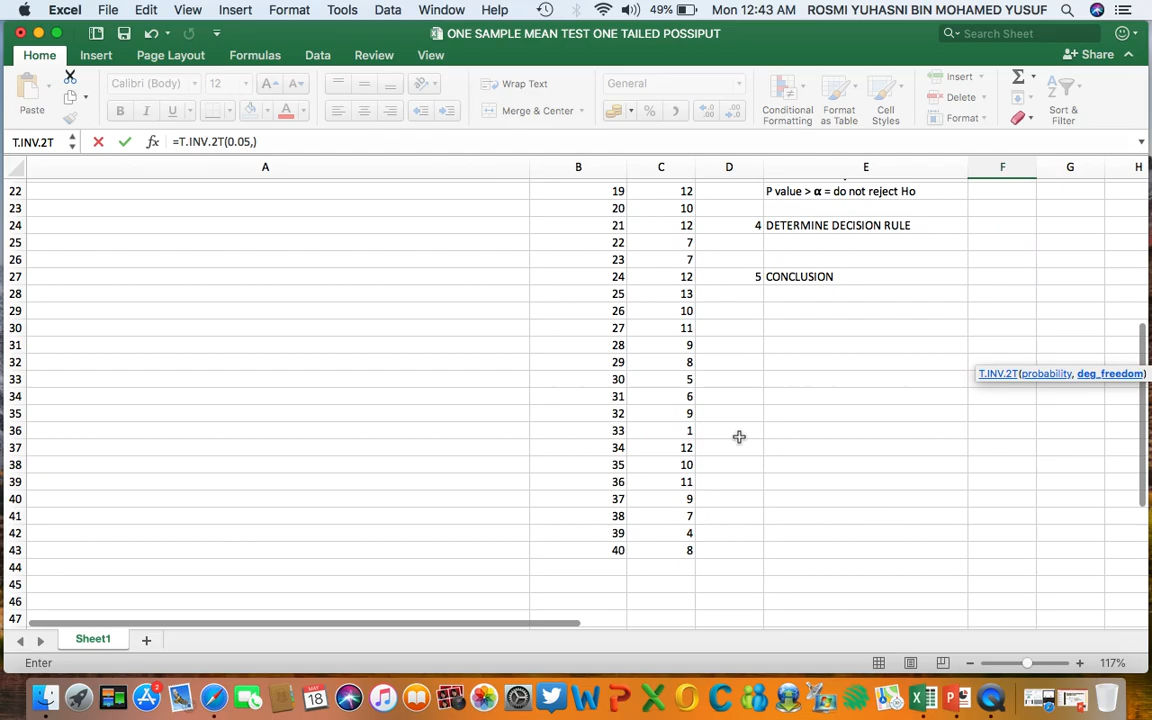 Excel File Edit View Insert Format Tools Data Window Help 49% Mon 12:43 AM ROSMI YUHASNI BIN MOHAMED YUSUF
ONE SAMPLE MEAN TEST ONE TAILED POSSIPUT
Search Sheet
Home Insert Page Layout Formulas Data Review View
Share
Paste
Calibri (Body) 12 A A
B I U A
Wrap Text
Merge & Center
General
%
Conditional Formatting
Format as Table
Cell Styles
Insert
Delete
Format
Sort & Filter
T.INV.2T fx =T.INV.2T(0.05,)
A B C D E F G H
22 19 12 P value > α = do not reject Ho
23 20 10
24 21 12 4 DETERMINE DECISION RULE
25 22 7
26 23 7
27 24 12 5 CONCLUSION
28 25 13
29 26 10
30 27 11
31 28 9
32 29 8
33 30 5
T.INV.2T(probability, deg_freedom)
34 31 6
35 32 9
36 33 1
37 34 12
38 35 10
39 36 11
40 37 9
41 38 7
42 39 4
43 40 8
44
45
46
47
Sheet1
Enter
117%